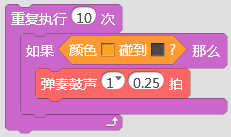 重复执行 10 次
如果 颜色 碰到 ? 那么
弹奏鼓声 1 0.25 拍